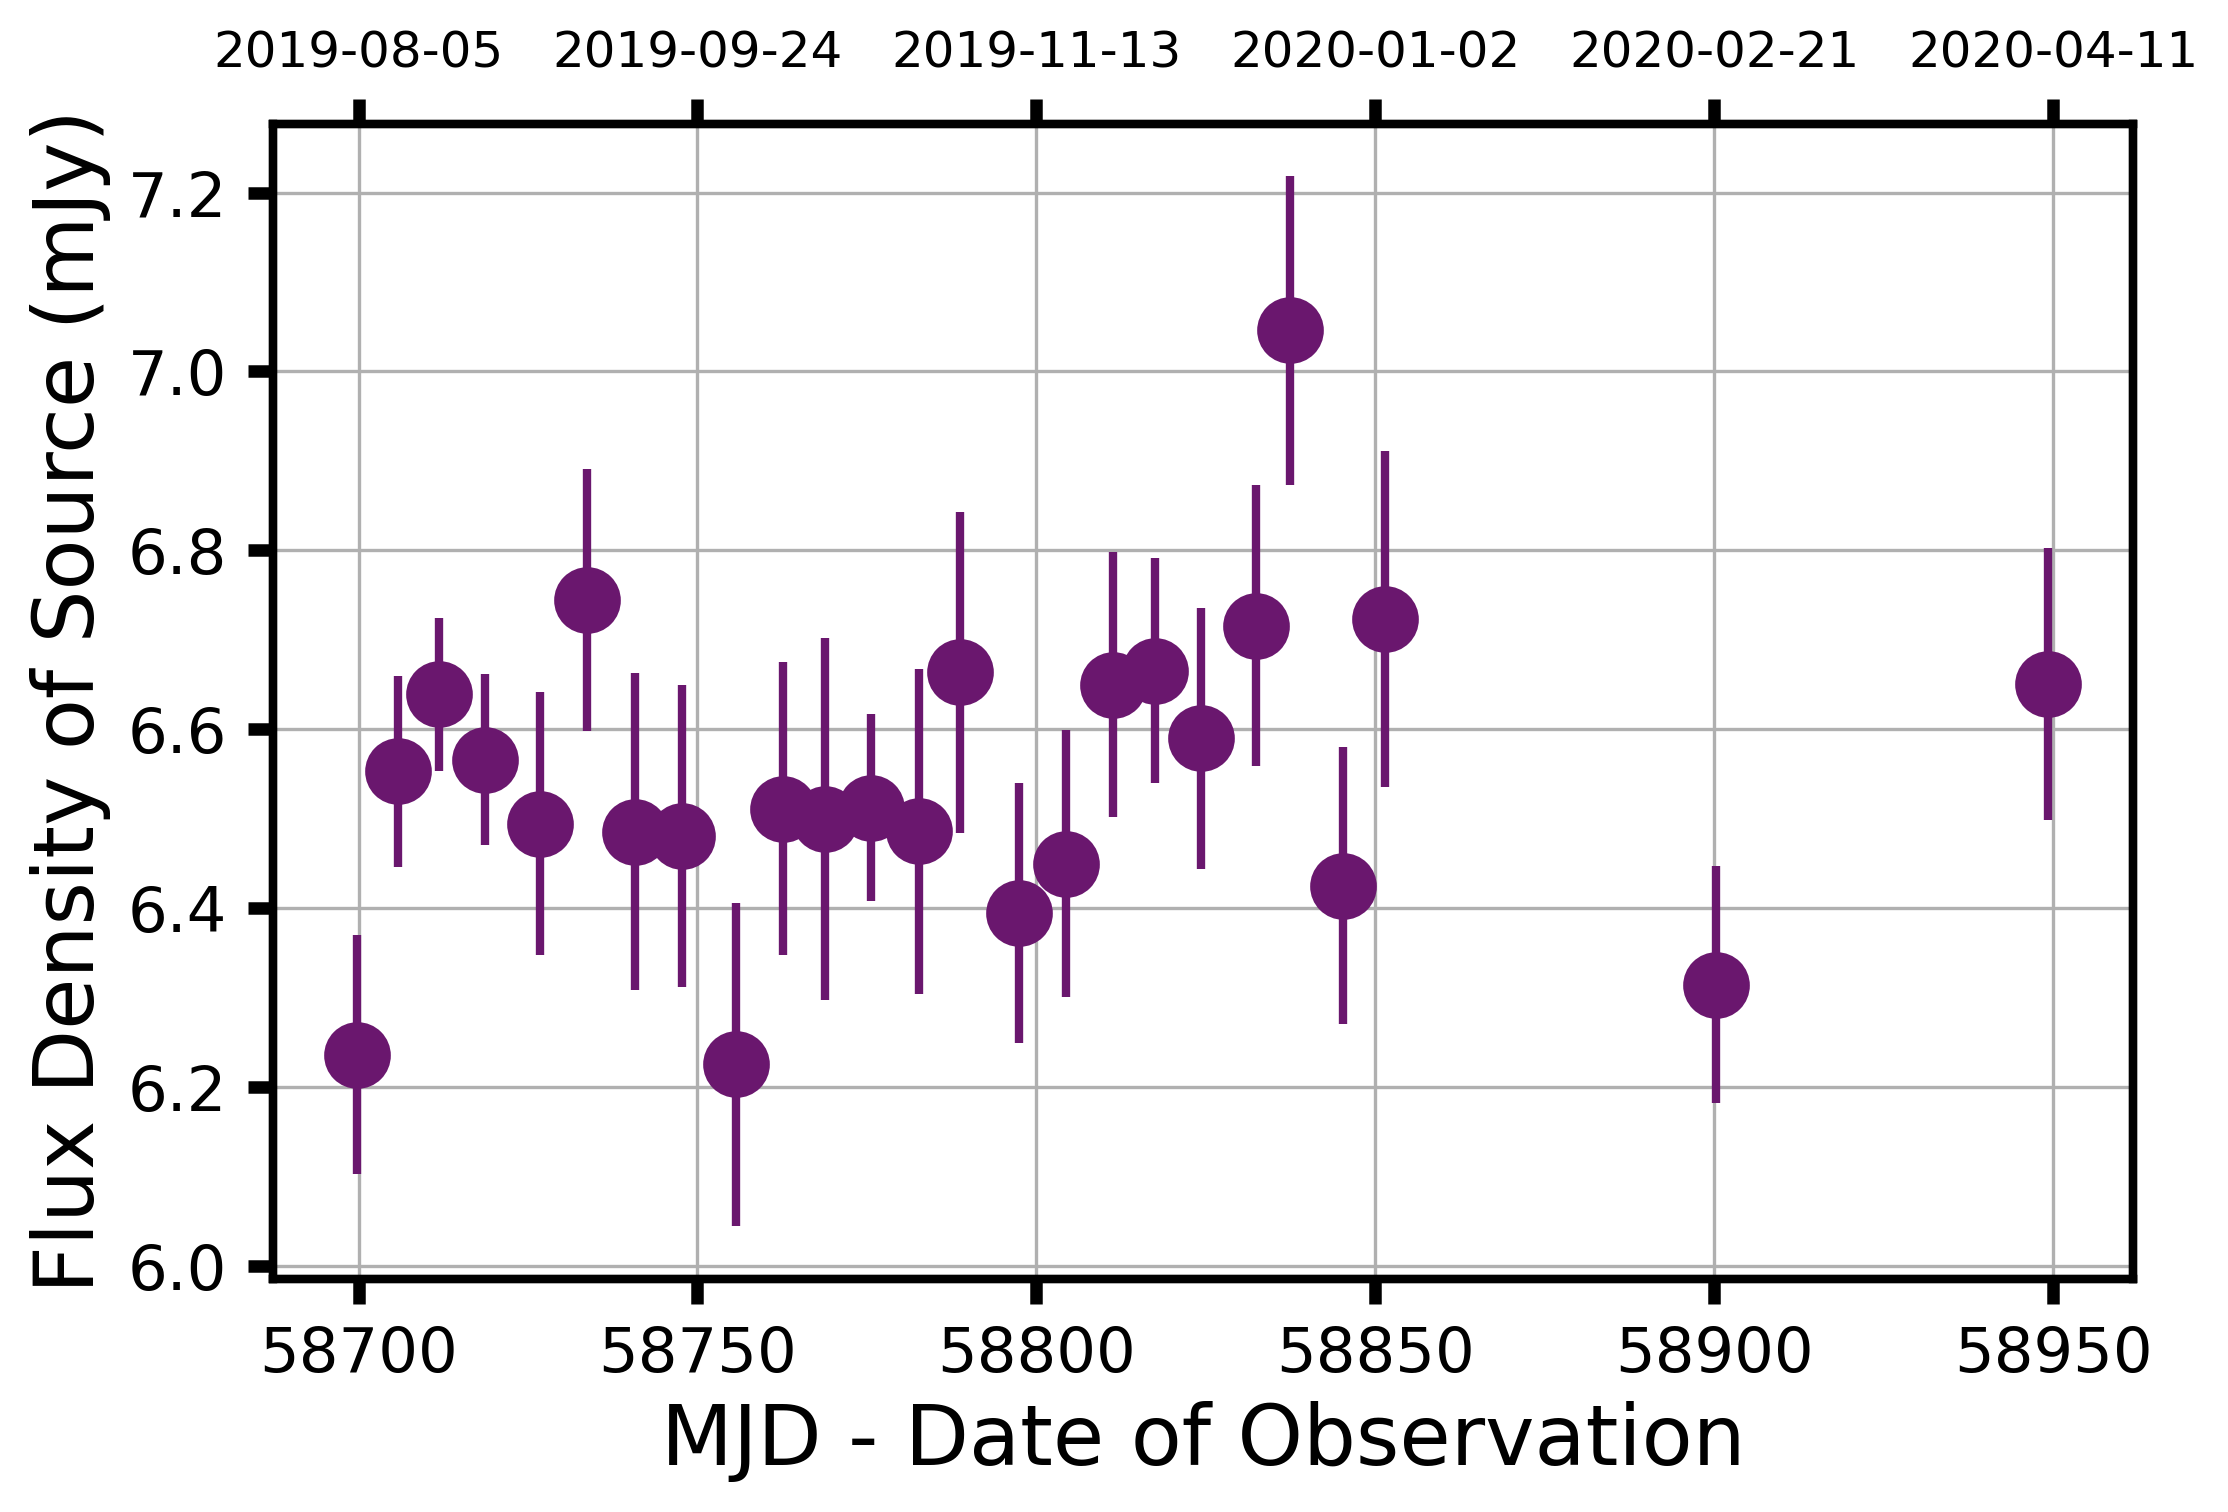 2019-08-05 2019-09-24 2019-11-13 2020-01-02 2020-02-21 2020-04-11
Flux Density of Source (mJy)
7.2
7.0
6.8
6.6
6.4
6.2
6.0
58700 58750 58800 58850 58900 58950
MJD - Date of Observation